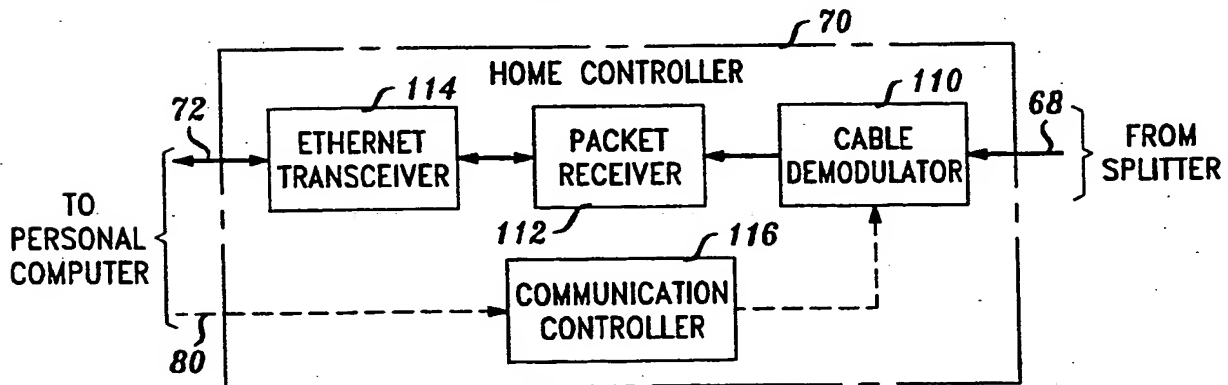 70
HOME CONTROLLER
114
110
72
68
ETHERNET
TRANSCEIVER
PACKET
RECEIVER
CABLE
DEMODULATOR
FROM
SPLITTER
TO
PERSONAL
COMPUTER
112
116
COMMUNICATION
CONTROLLER
80